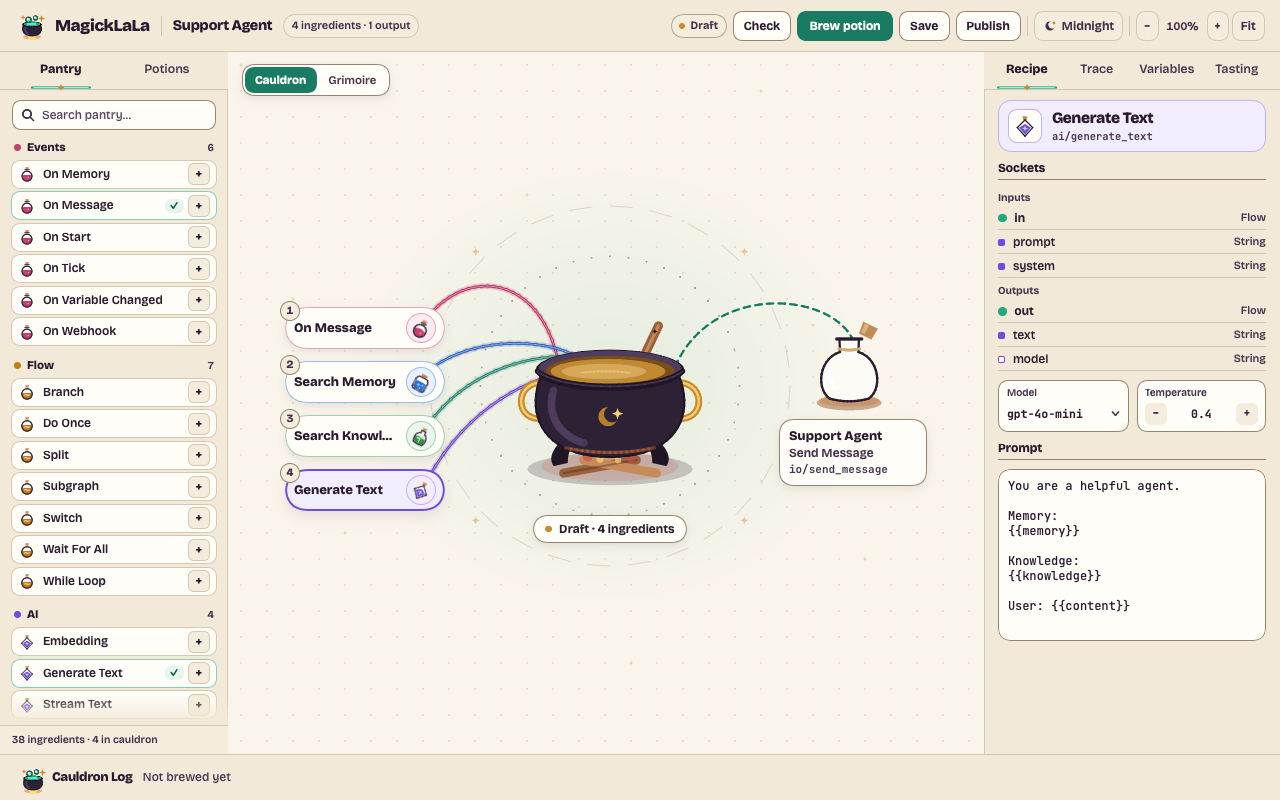 MagickLaLa
Support Agent
4 ingredients · 1 output
Draft
Check
Brew potion
Save
Publish
Midnight
−
100%
+
Fit
Pantry
Potions
Search pantry...
Events
6
On Memory
+
On Message
+
On Start
+
On Tick
+
On Variable Changed
+
On Webhook
+
Flow
7
Branch
+
Do Once
+
Split
+
Subgraph
+
Switch
+
Wait For All
+
While Loop
+
AI
4
Embedding
+
Generate Text
+
Stream Text
+
38 ingredients · 4 in cauldron
Cauldron
Grimoire
1
On Message
2
Search Memory
3
Search Knowl...
4
Generate Text
Draft · 4 ingredients
Support Agent
Send Message
io/send_message
Recipe
Trace
Variables
Tasting
Generate Text
ai/generate_text
Sockets
Inputs
in
Flow
prompt
String
system
String
Outputs
out
Flow
text
String
model
String
Model
gpt-4o-mini
Temperature
−
0.4
+
Prompt
You are a helpful agent.
Memory:
{{memory}}
Knowledge:
{{knowledge}}
User: {{content}}
Cauldron Log
Not brewed yet